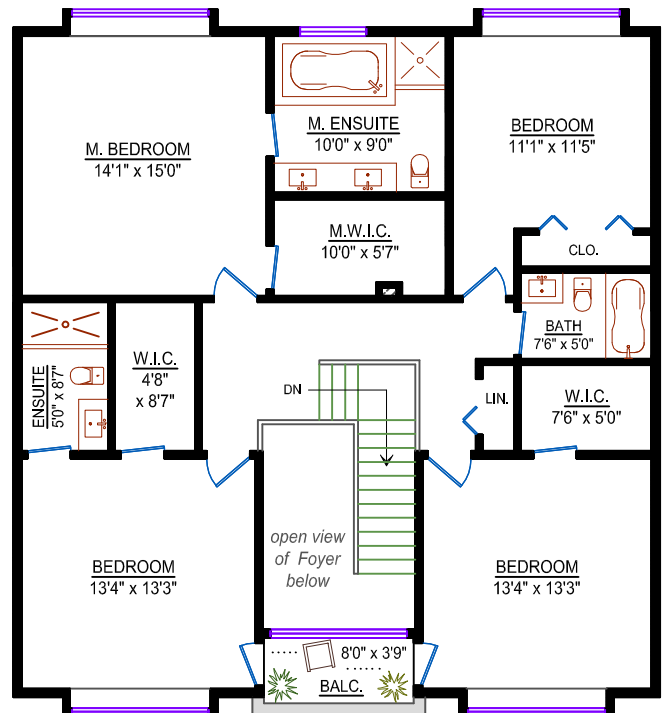 M. BEDROOM
14'1" x 15'0"
M. ENSUITE
10'0" x 9'0"
BEDROOM
11'1" x 11'5"
M.W.I.C.
10'0" x 5'7"
CLO.
BATH
7'6" x 5'0"
ENSUITE
5'0" x 8'7"
W.I.C.
4'8"
x 8'7"
DN
LIN.
W.I.C.
7'6" x 5'0"
BEDROOM
13'4" x 13'3"
open view
of Foyer
below
BEDROOM
13'4" x 13'3"
8'0" x 3'9"
BALC.